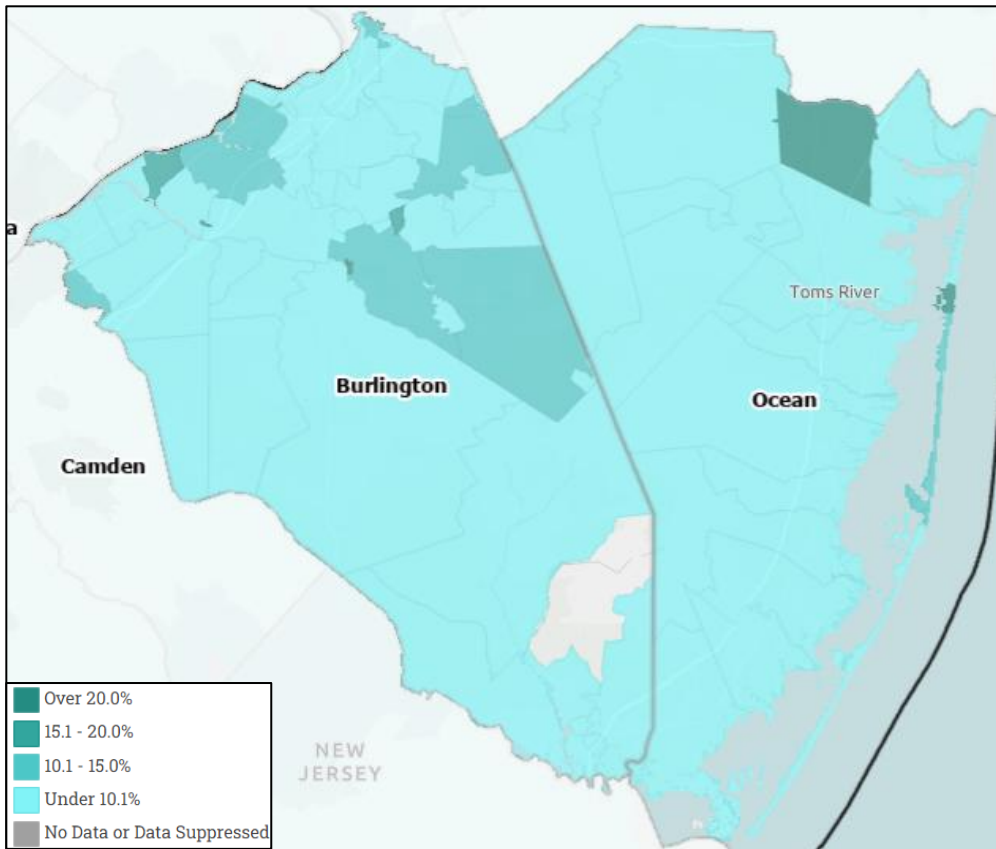 a
Toms River
Burlington
Ocean
Camden
Over 20.0%
15.1 - 20.0%
10.1 - 15.0%
Under 10.1%
No Data or Data Suppressed
NEW
JERSEY